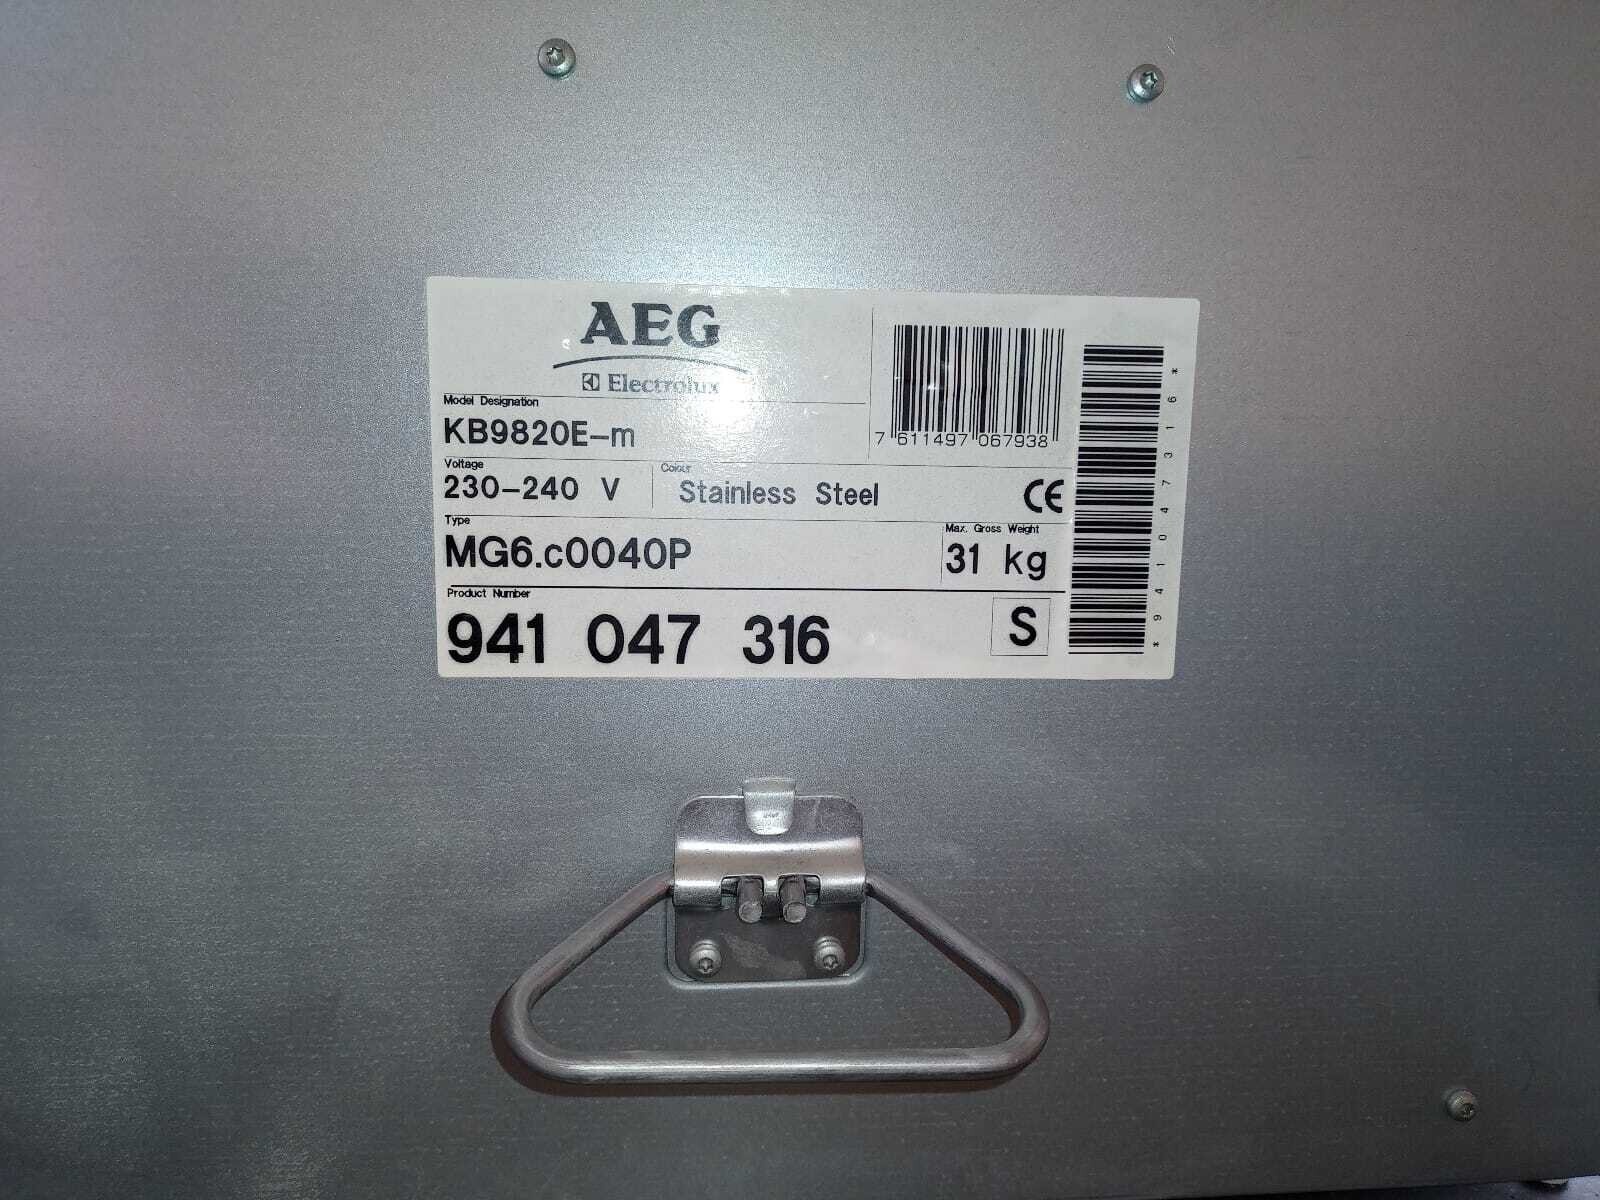 AEG
Electrolux
Model Designation
KB9820E-m
7 611497 067938
Voltage
230-240 V
Colour
Stainless Steel
CE
Type
MG6.c0040P
Max. Gross Weight
31 kg
Product Number
941 047 316
S
*941047316*